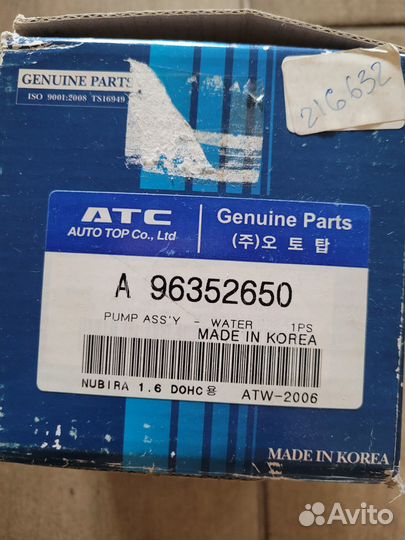 GENUINE PARTS
ISO 9001:2008 TS16949
216632
ATC
AUTO TOP Co., Ltd
Genuine Parts
(주)오토탑
A 96352650
PUMP ASS'Y - WATER 1PS
MADE IN KOREA
NUBIRA 1.6 DOHC용 ATW-2006
MADE IN KOREA
Avito